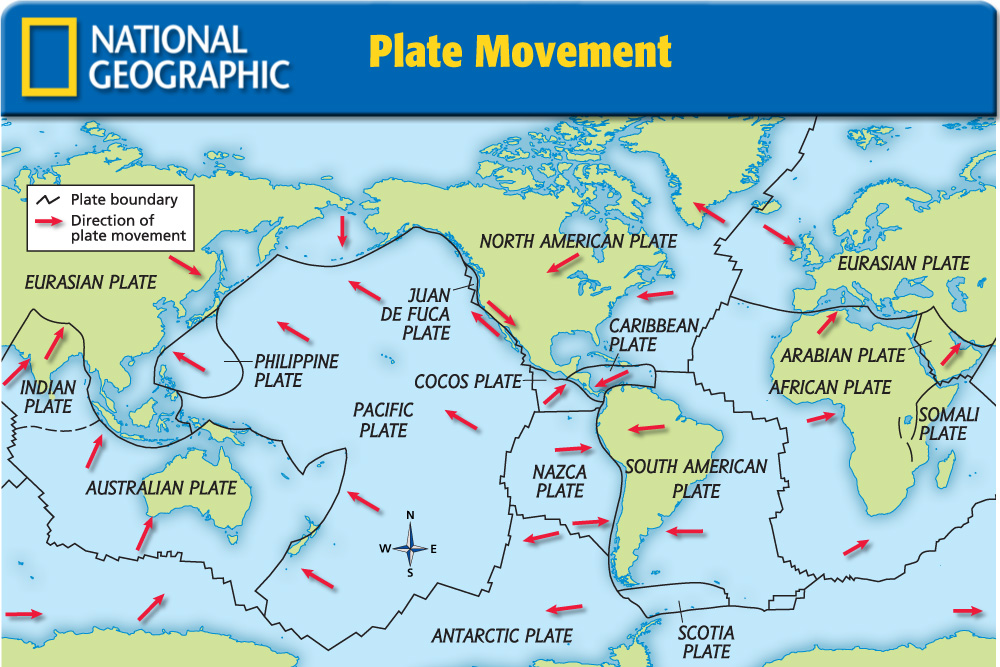 NATIONAL
GEOGRAPHIC
Plate Movement
Plate boundary
Direction of
plate movement
EURASIAN PLATE
NORTH AMERICAN PLATE
EURASIAN PLATE
JUAN
DE FUCA
PLATE
CARIBBEAN
PLATE
PHILIPPINE
PLATE
ARABIAN PLATE
INDIAN
PLATE
COCOS PLATE
AFRICAN PLATE
PACIFIC
PLATE
SOMALI
PLATE
AUSTRALIAN PLATE
NAZCA
PLATE
SOUTH AMERICAN
PLATE
N
W E
S
ANTARCTIC PLATE
SCOTIA
PLATE